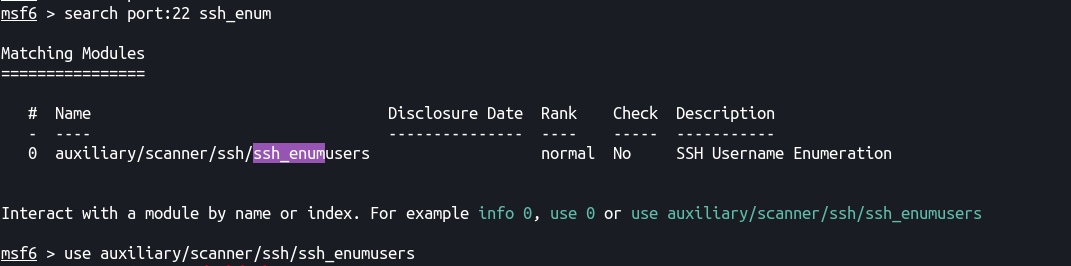 msf6 > search port:22 ssh_enum
Matching Modules
================
   #  Name                                 Disclosure Date  Rank    Check  Description
   -  ----                                 ---------------  ----    -----  -----------
   0  auxiliary/scanner/ssh/ssh_enumusers                   normal  No     SSH Username Enumeration
Interact with a module by name or index. For example info 0, use 0 or use auxiliary/scanner/ssh/ssh_enumusers
msf6 > use auxiliary/scanner/ssh/ssh_enumusers